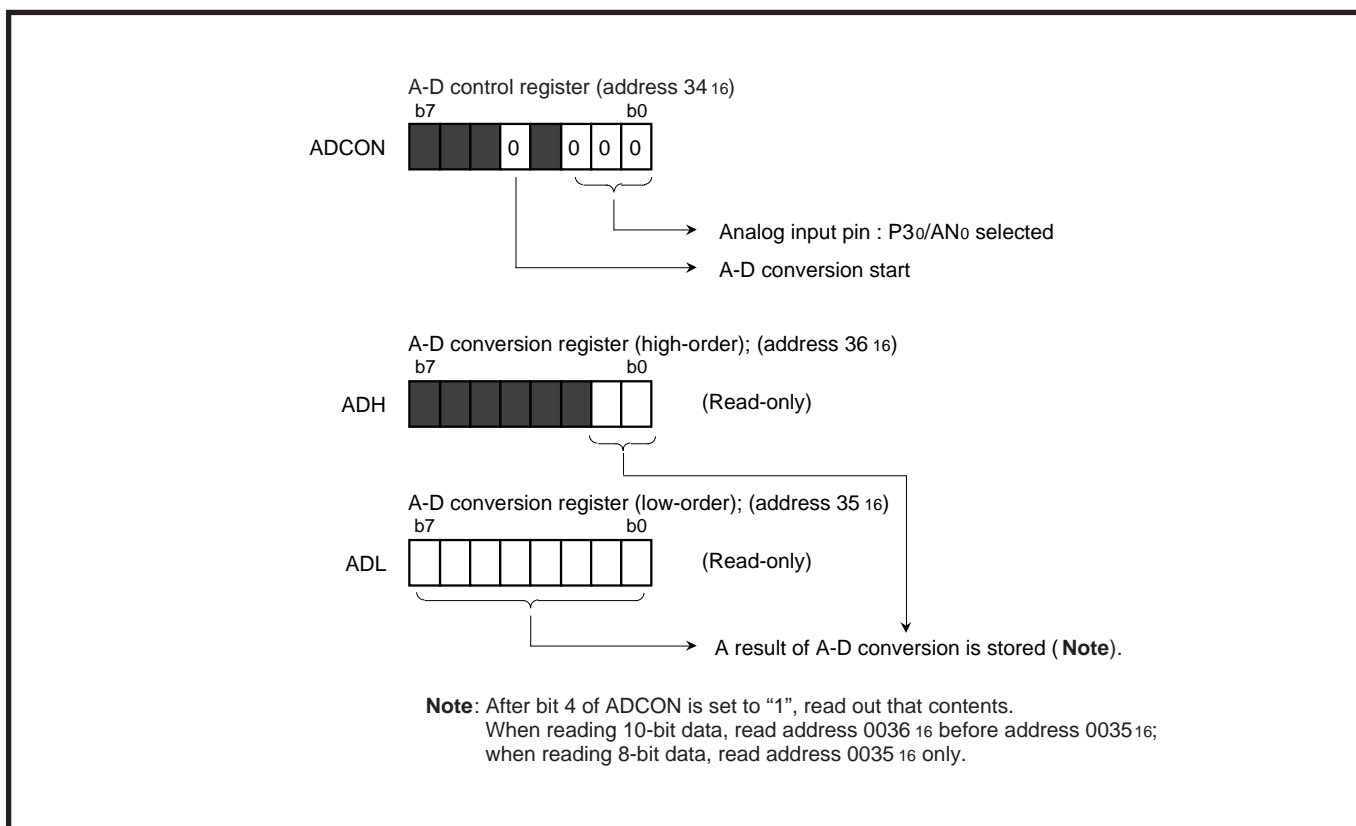 A-D control register (address 34 16)
b7 b0
ADCON 0 0 0 0
Analog input pin : P30/AN0 selected
A-D conversion start
A-D conversion register (high-order); (address 36 16)
b7 b0
ADH (Read-only)
A-D conversion register (low-order); (address 35 16)
b7 b0
ADL (Read-only)
A result of A-D conversion is stored ( Note).
Note: After bit 4 of ADCON is set to “1”, read out that contents.
When reading 10-bit data, read address 0036 16 before address 0035 16;
when reading 8-bit data, read address 0035 16 only.